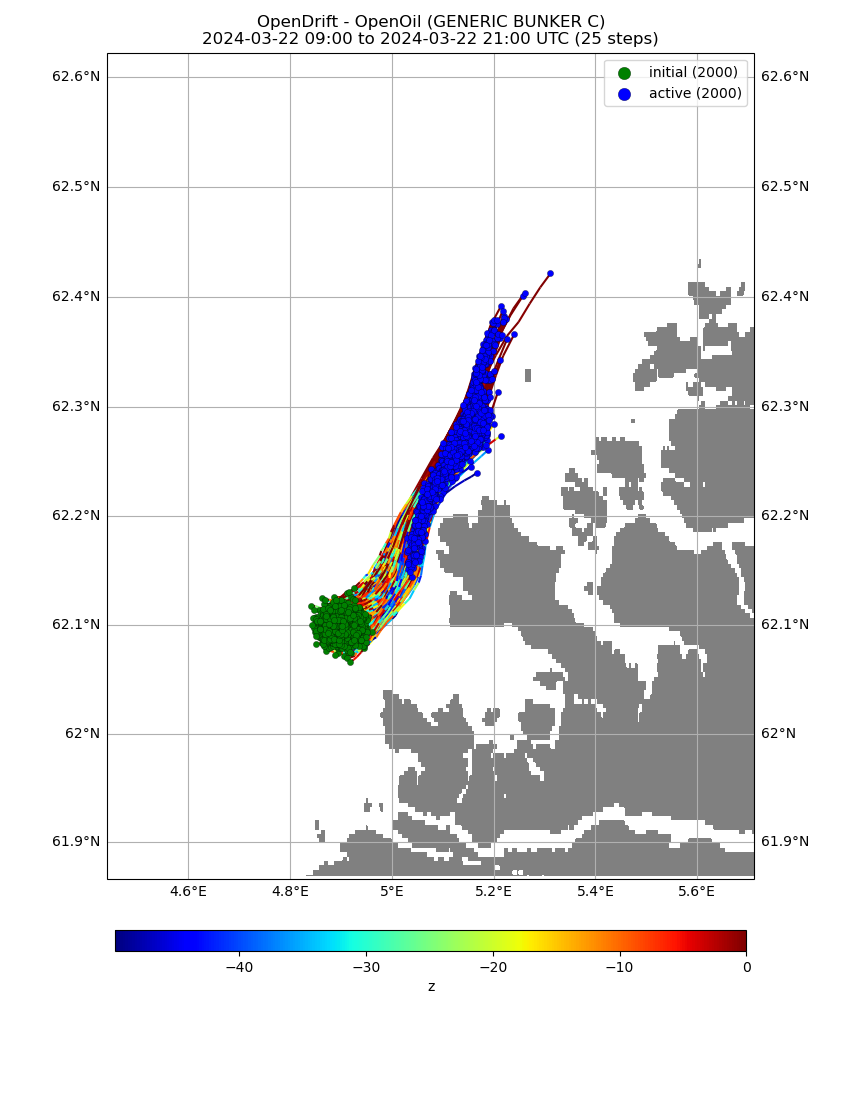 OpenDrift - OpenOil (GENERIC BUNKER C)
2024-03-22 09:00 to 2024-03-22 21:00 UTC (25 steps)
initial (2000)
active (2000)
62.6°N 62.6°N
62.5°N 62.5°N
62.4°N 62.4°N
62.3°N 62.3°N
62.2°N 62.2°N
62.1°N 62.1°N
62°N 62°N
61.9°N 61.9°N
4.6°E 4.8°E 5°E 5.2°E 5.4°E 5.6°E
−40 −30 −20 −10 0
z